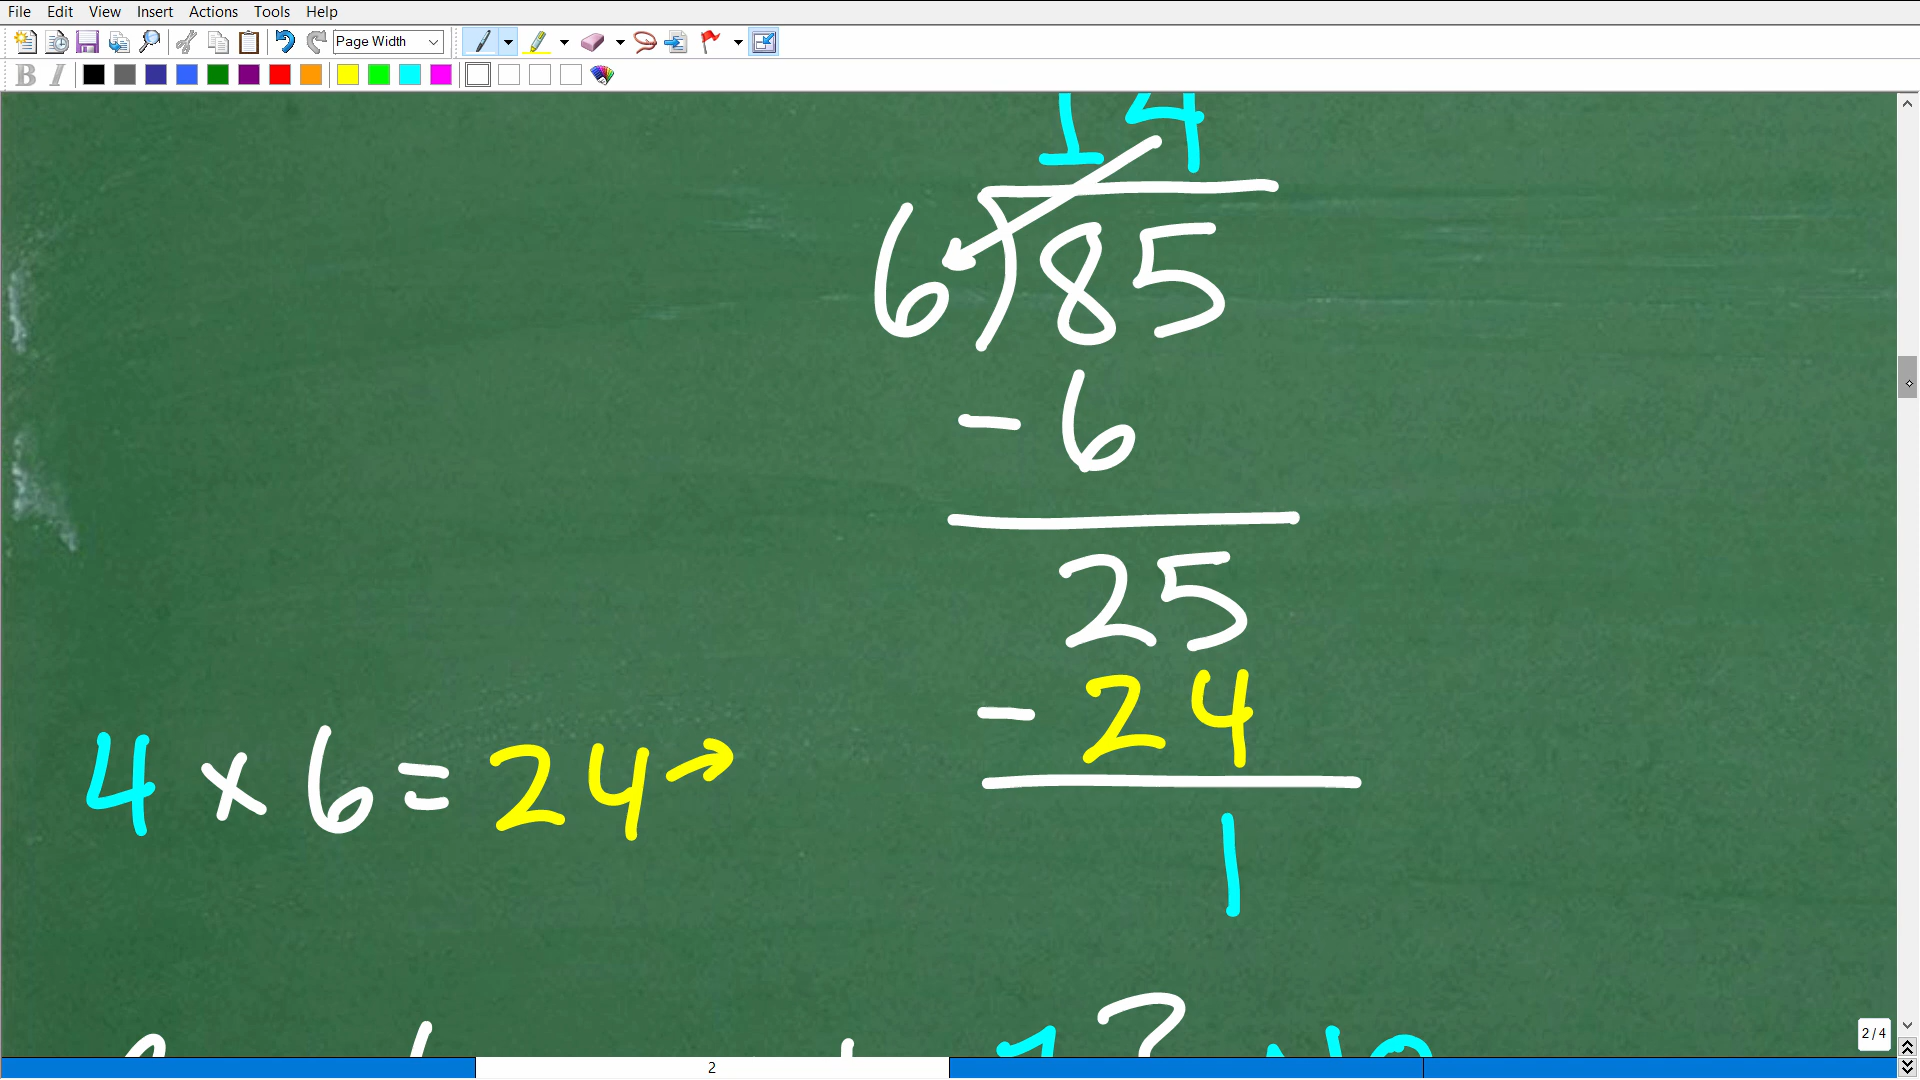 File Edit View Insert Actions Tools Help
Page Width
B I
14
6)85
- 6
25
- 24
4 x 6 = 24 →
1
2/4
2